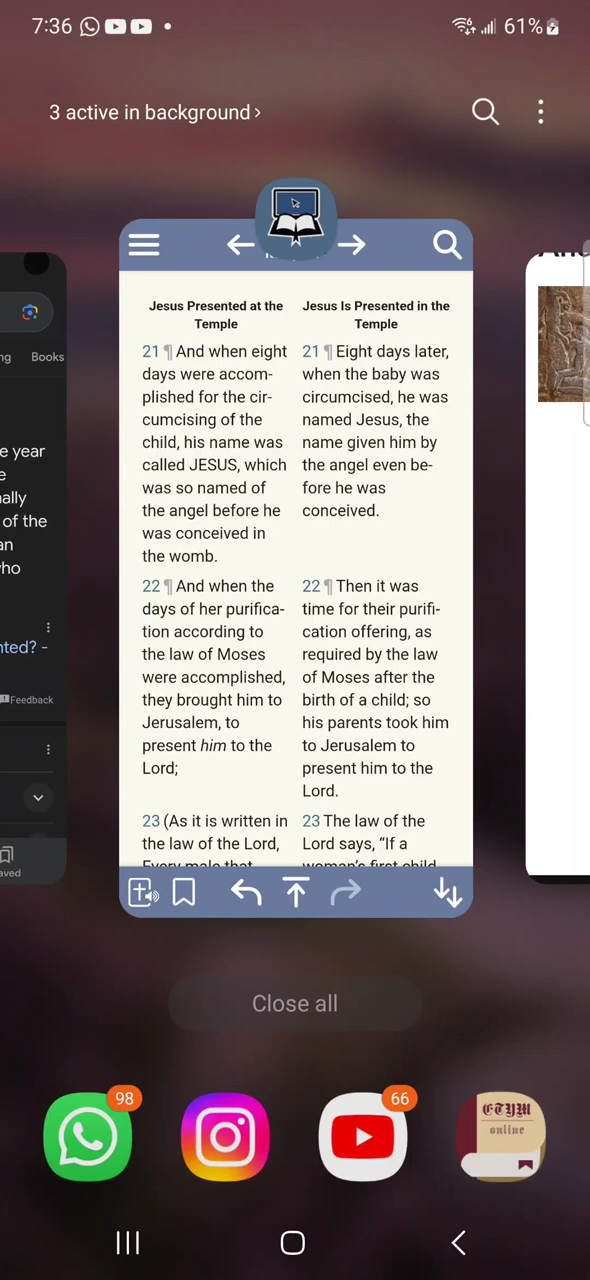 7:36
61%
3 active in background >
Jesus Presented at the
Temple
21 ¶ And when eight
days were accom-
plished for the cir-
cumcising of the
child, his name was
called JESUS, which
was so named of
the angel before he
was conceived in
the womb.
22 ¶ And when the
days of her purifica-
tion according to
the law of Moses
were accomplished,
they brought him to
Jerusalem, to
present him to the
Lord;
23 (As it is written in
the law of the Lord,
Every male that
Jesus Is Presented in the
Temple
21 ¶ Eight days later,
when the baby was
circumcised, he was
named Jesus, the
name given him by
the angel even be-
fore he was
conceived.
22 ¶ Then it was
time for their purifi-
cation offering, as
required by the law
of Moses after the
birth of a child; so
his parents took him
to Jerusalem to
present him to the
Lord.
23 The law of the
Lord says, “If a
woman's first child
Books
e year
of the
Feedback
Close all
98
66
ETYM
online